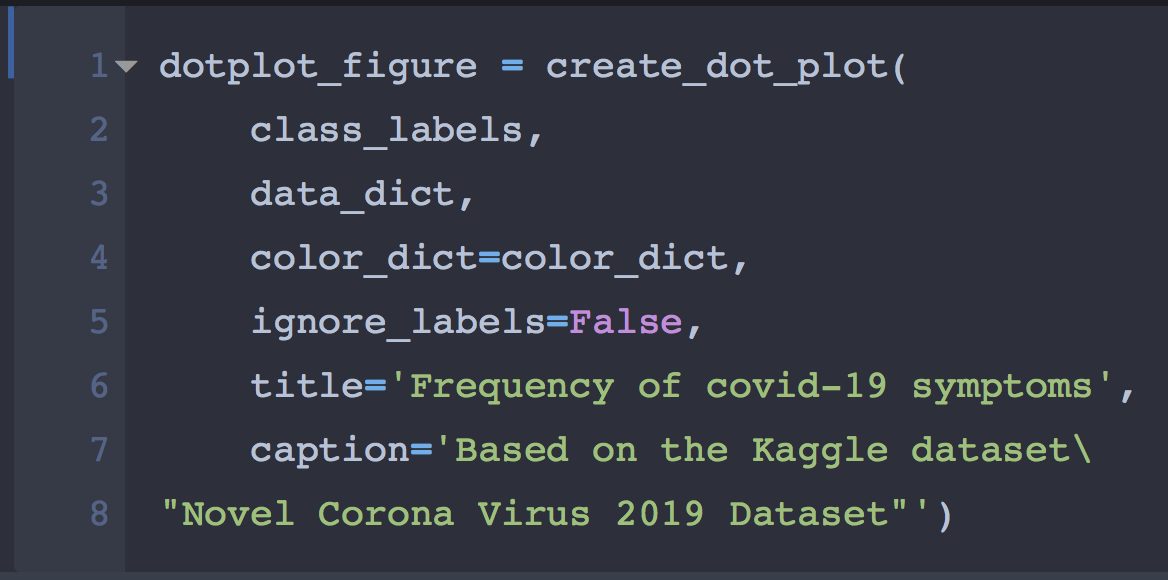 1 dotplot_figure = create_dot_plot(
2     class_labels,
3     data_dict,
4     color_dict=color_dict,
5     ignore_labels=False,
6     title='Frequency of covid-19 symptoms',
7     caption='Based on the Kaggle dataset\
8 "Novel Corona Virus 2019 Dataset"')